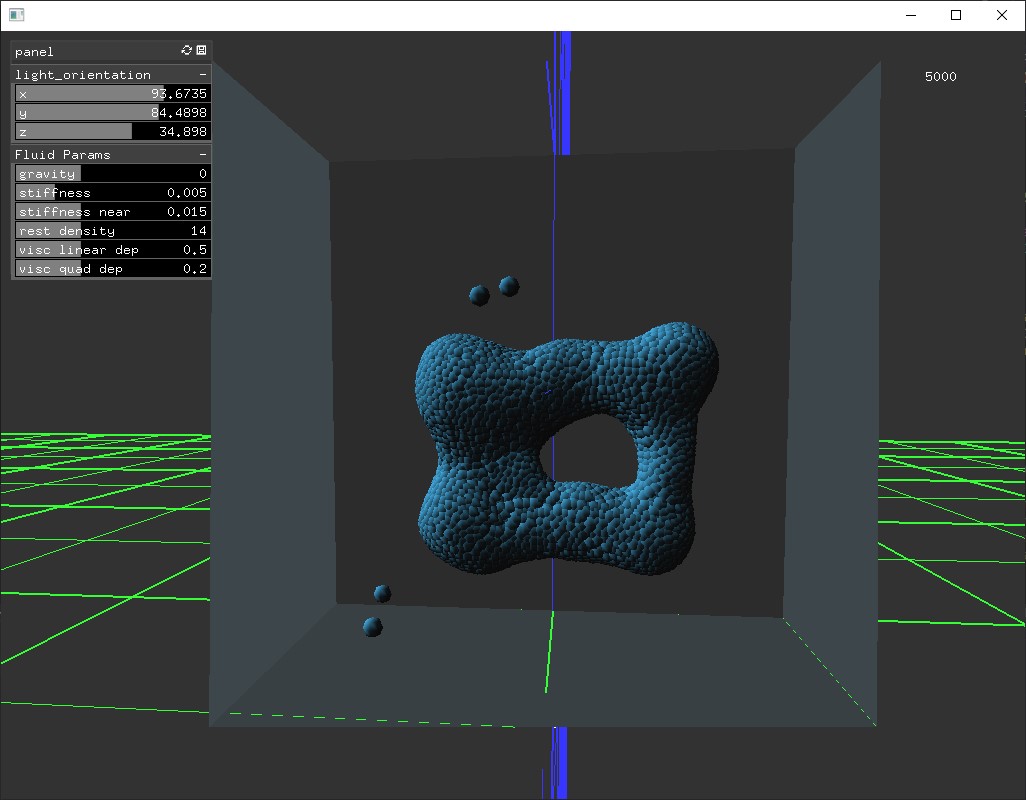 panel
light_orientation -
x 93.6735
y 84.4898
z 34.898
Fluid Params -
gravity 0
stiffness 0.005
stiffness near 0.015
rest density 14
visc linear dep 0.5
visc quad dep 0.2
5000